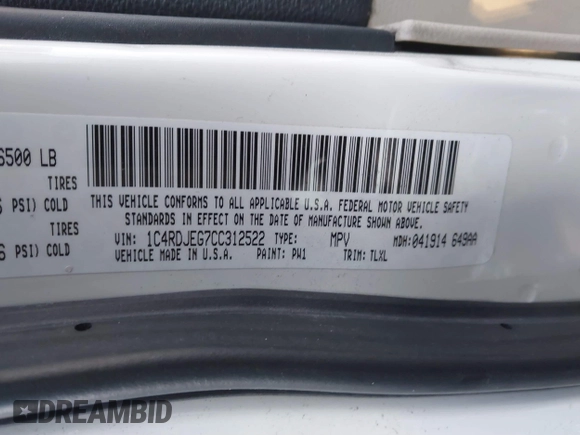 6500 LB
TIRES
PSI) COLD
TIRES
PSI) COLD
THIS VEHICLE CONFORMS TO ALL APPLICABLE U.S.A. FEDERAL MOTOR VEHICLE SAFETY
STANDARDS IN EFFECT ON THE DATE OF MANUFACTURE SHOWN ABOVE.
VIN: 1C4RDJEG7CC312522 TYPE: MPV MDH:041914 649AA
VEHICLE MADE IN U.S.A. PAINT: PW1 TRIM: TLXL
DREAMBID